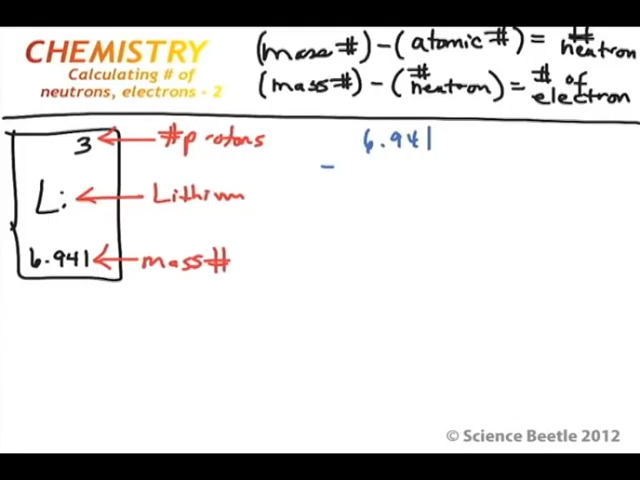 CHEMISTRY
Calculating # of
neutrons, electrons - 2
(mass #) - (atomic #) = # neutron
(mass #) - (# neutron) = # of electron
3 ← #protons
Li ← Lithium
6.941 ← mass #
6.941
-
© Science Beetle 2012